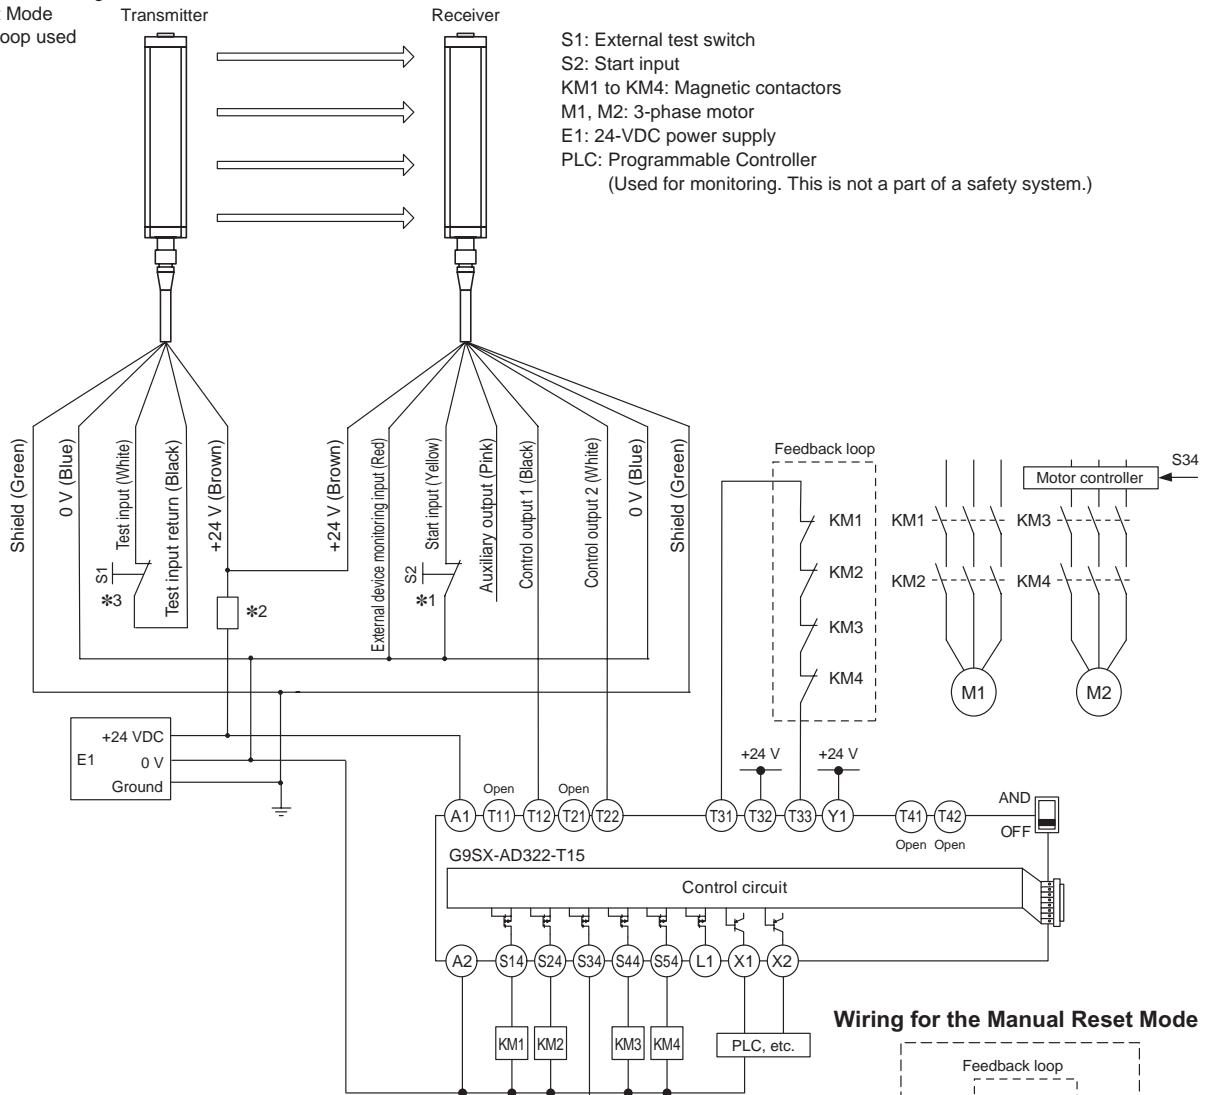 : Mode
oop used
Transmitter
Receiver
S1: External test switch
S2: Start input
KM1 to KM4: Magnetic contactors
M1, M2: 3-phase motor
E1: 24-VDC power supply
PLC: Programmable Controller
(Used for monitoring. This is not a part of a safety system.)
Shield (Green)
0 V (Blue)
Test input (White)
Test input return (Black)
+24 V (Brown)
+24 V (Brown)
External device monitoring input (Red)
Start input (Yellow)
Auxiliary output (Pink)
Control output 1 (Black)
Control output 2 (White)
0 V (Blue)
Shield (Green)
S1
✻3
✻2
S2
✻1
Feedback loop
KM1
KM2
KM3
KM4
S34
Motor controller
KM1
KM3
KM2
KM4
M1
M2
E1
+24 VDC
0 V
Ground
+24 V
+24 V
Open
Open
A1
T11
T12
T21
T22
T31
T32
T33
Y1
T41
T42
Open
Open
AND
OFF
G9SX-AD322-T15
Control circuit
A2
S14
S24
S34
S44
S54
L1
X1
X2
KM1
KM2
KM3
KM4
PLC, etc.
Wiring for the Manual Reset Mode
Feedback loop